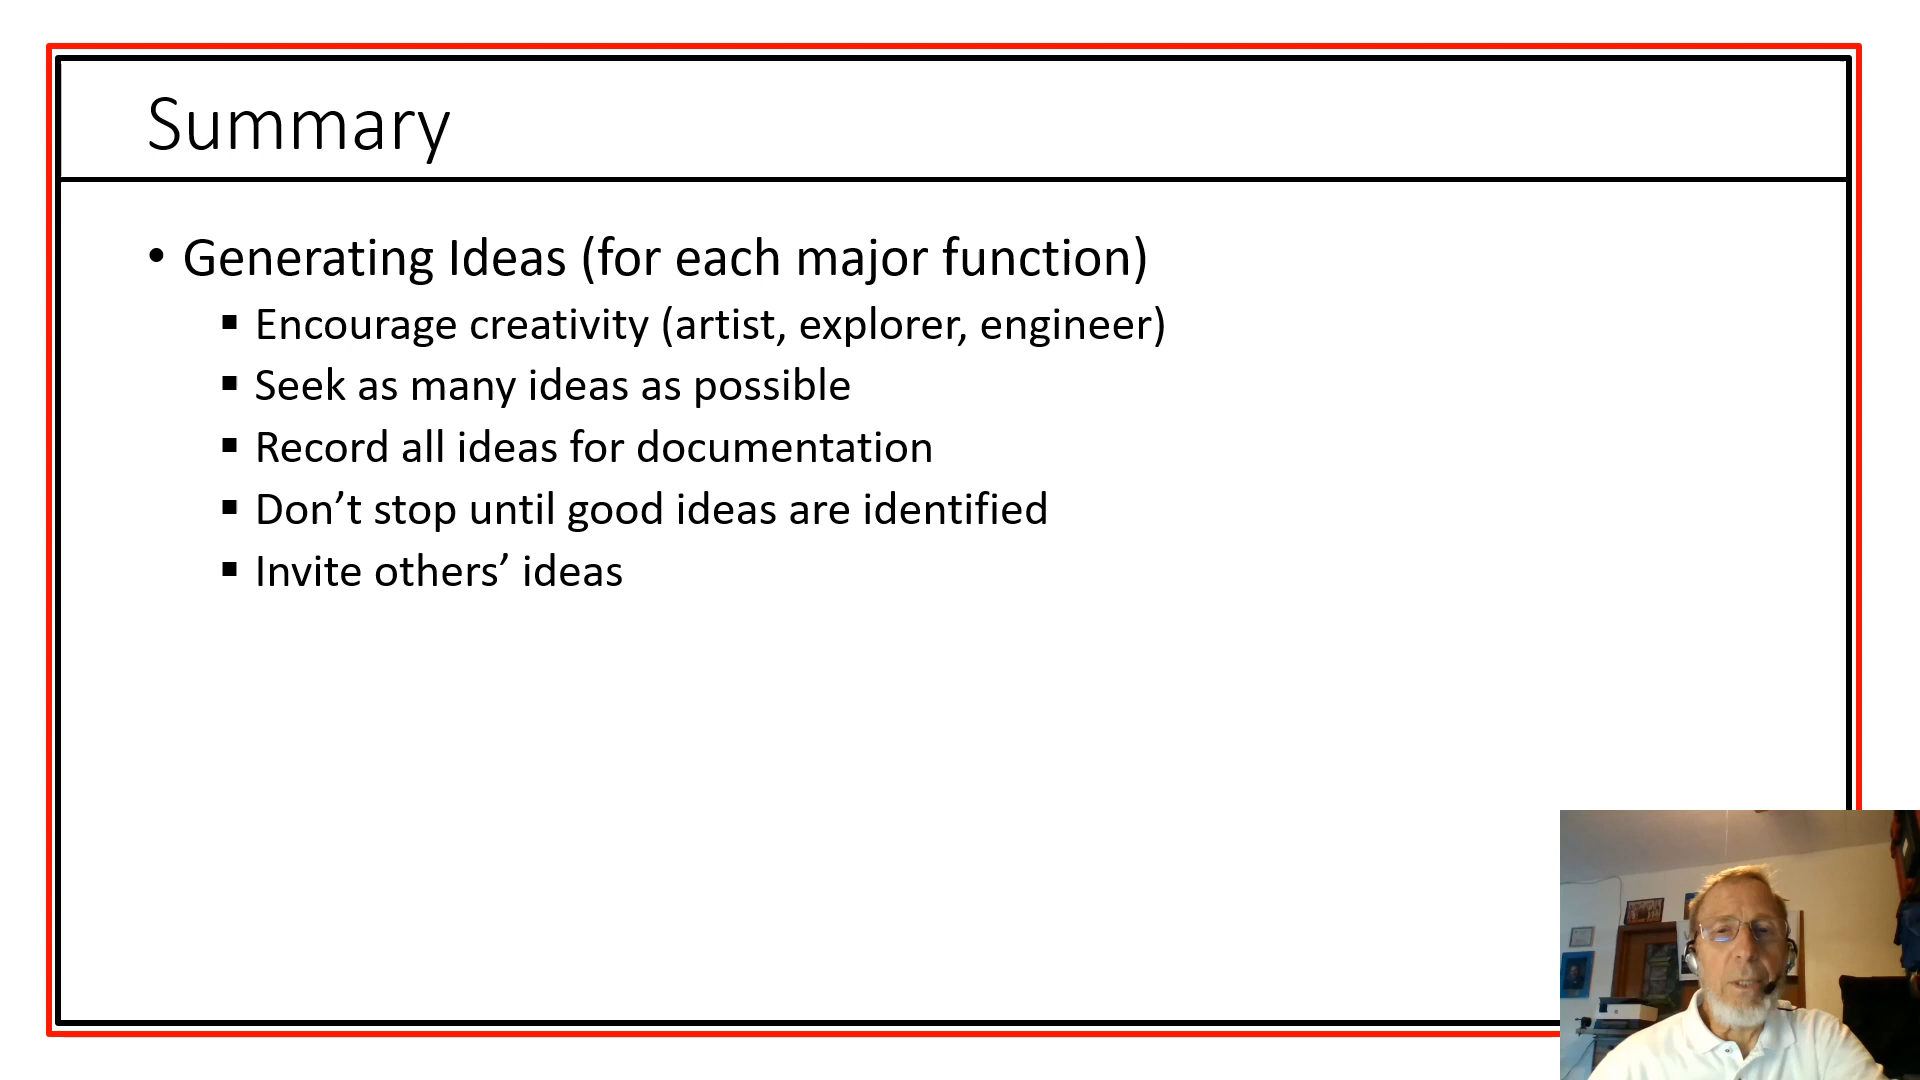 Summary
• Generating Ideas (for each major function)
▪ Encourage creativity (artist, explorer, engineer)
▪ Seek as many ideas as possible
▪ Record all ideas for documentation
▪ Don’t stop until good ideas are identified
▪ Invite others’ ideas